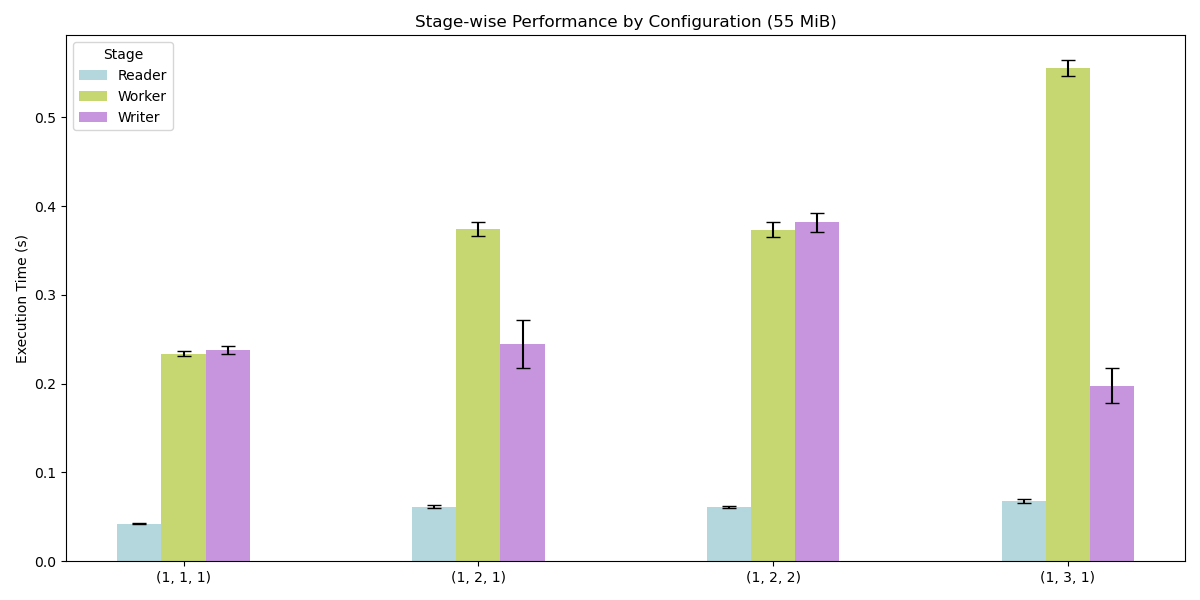 Stage-wise Performance by Configuration (55 MiB)
Stage
Reader
Worker
Writer
Execution Time (s)
0.5
0.4
0.3
0.2
0.1
0.0
(1, 1, 1)
(1, 2, 1)
(1, 2, 2)
(1, 3, 1)